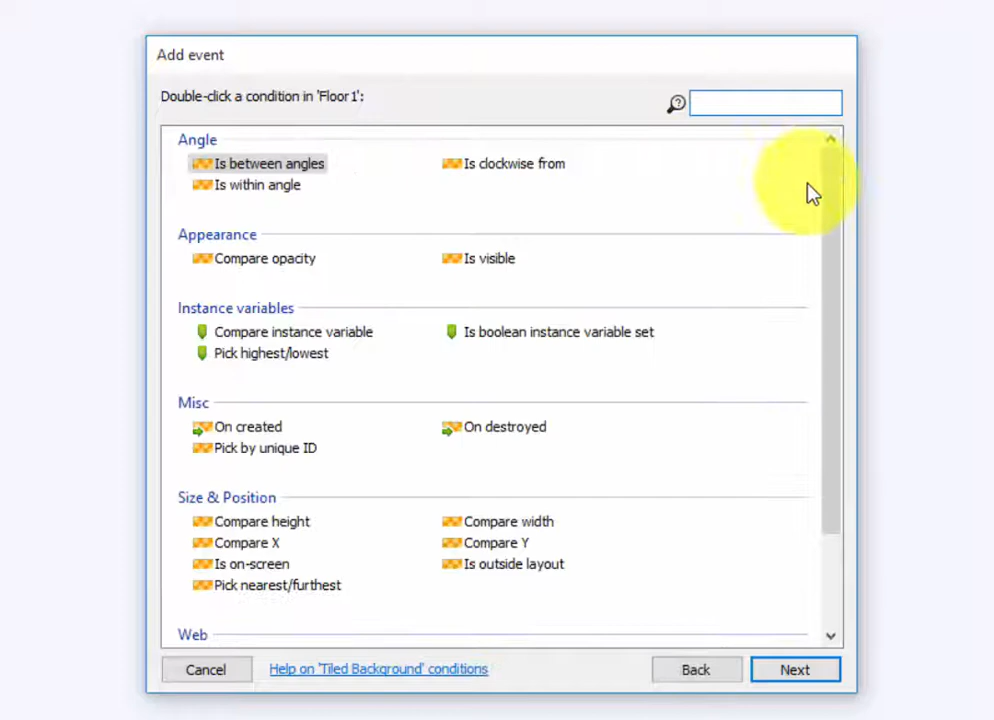 Add event
Double-click a condition in 'Floor1':
Angle
Is between angles Is clockwise from
Is within angle
Appearance
Compare opacity Is visible
Instance variables
Compare instance variable Is boolean instance variable set
Pick highest/lowest
Misc
On created On destroyed
Pick by unique ID
Size & Position
Compare height Compare width
Compare X Compare Y
Is on-screen Is outside layout
Pick nearest/furthest
Web
Cancel Help on 'Tiled Background' conditions Back Next